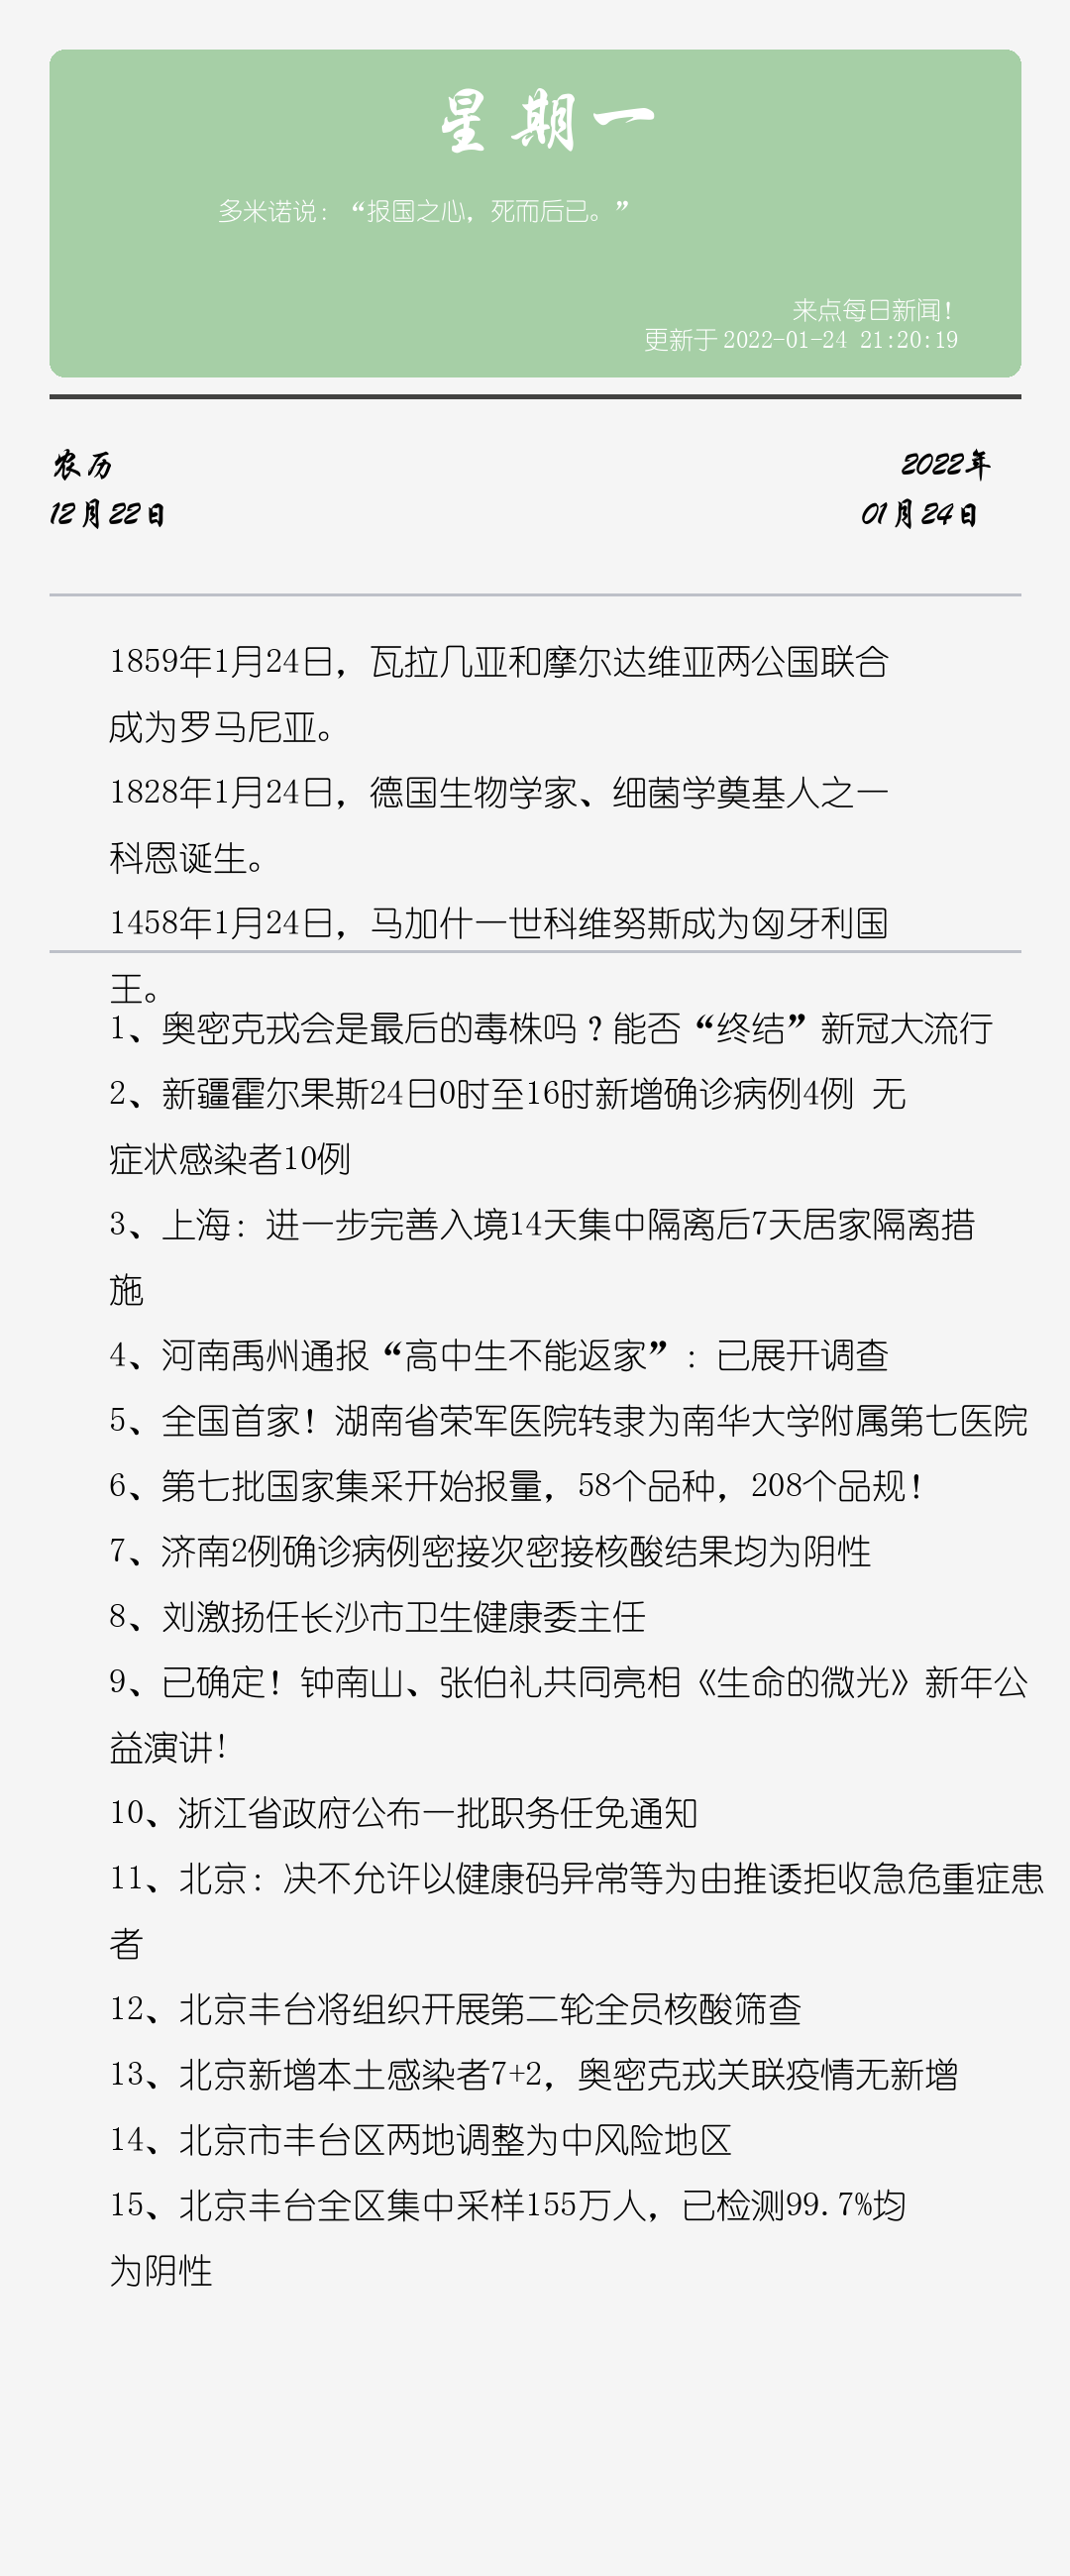 星期一
多米诺说：“报国之心，死而后已。”
来点每日新闻！
更新于2022-01-24 21:20:19
农历
2022年
12月22日
01月24日
1859年1月24日，瓦拉几亚和摩尔达维亚两公国联合
成为罗马尼亚。
1828年1月24日，德国生物学家、细菌学奠基人之一
科恩诞生。
1458年1月24日，马加什一世科维努斯成为匈牙利国
王。
1、奥密克戎会是最后的毒株吗？能否“终结”新冠大流行
2、新疆霍尔果斯24日0时至16时新增确诊病例4例 无
症状感染者10例
3、上海：进一步完善入境14天集中隔离后7天居家隔离措
施
4、河南禹州通报“高中生不能返家”：已展开调查
5、全国首家！湖南省荣军医院转隶为南华大学附属第七医院
6、第七批国家集采开始报量，58个品种，208个品规！
7、济南2例确诊病例密接次密接核酸结果均为阴性
8、刘激扬任长沙市卫生健康委主任
9、已确定！钟南山、张伯礼共同亮相《生命的微光》新年公
益演讲！
10、浙江省政府公布一批职务任免通知
11、北京：决不允许以健康码异常等为由推诿拒收急危重症患
者
12、北京丰台将组织开展第二轮全员核酸筛查
13、北京新增本土感染者7+2，奥密克戎关联疫情无新增
14、北京市丰台区两地调整为中风险地区
15、北京丰台全区集中采样155万人，已检测99.7%均
为阴性